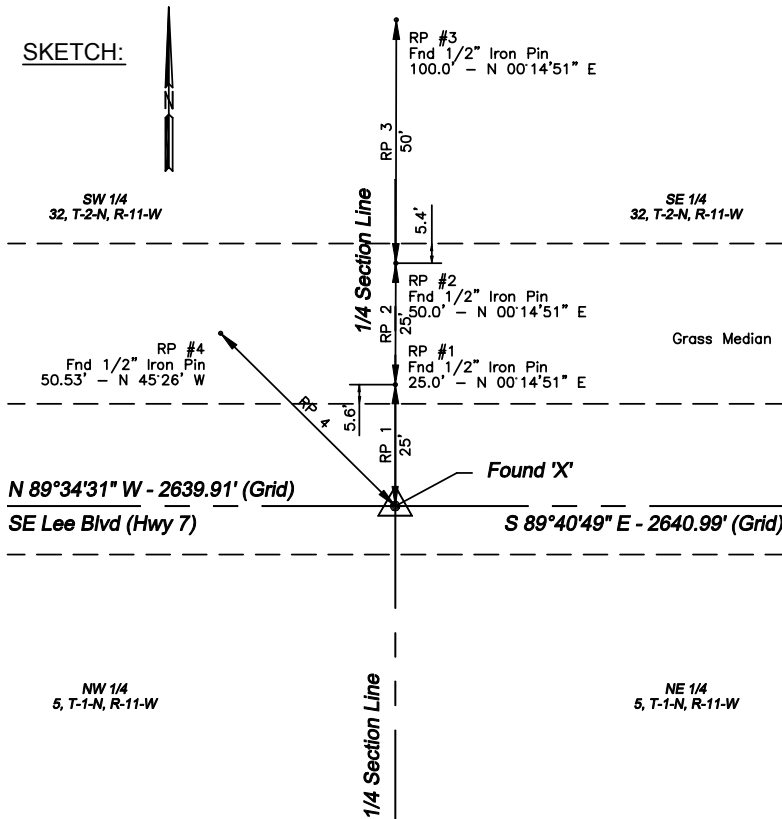 SKETCH:
N
RP #3
Fnd 1/2" Iron Pin
100.0' - N 00°14'51" E
RP 3
50'
SW 1/4
32, T-2-N, R-11-W
SE 1/4
32, T-2-N, R-11-W
5.4'
1/4 Section Line
RP #2
Fnd 1/2" Iron Pin
50.0' - N 00°14'51" E
RP 2
25'
Grass Median
RP #4
Fnd 1/2" Iron Pin
50.53' - N 45°26' W
RP #1
Fnd 1/2" Iron Pin
25.0' - N 00°14'51" E
RP 4
5.6'
RP 1
25'
Found 'X'
N 89°34'31" W - 2639.91' (Grid)
SE Lee Blvd (Hwy 7)
S 89°40'49" E - 2640.99' (Grid)
NW 1/4
5, T-1-N, R-11-W
NE 1/4
5, T-1-N, R-11-W
1/4 Section Line